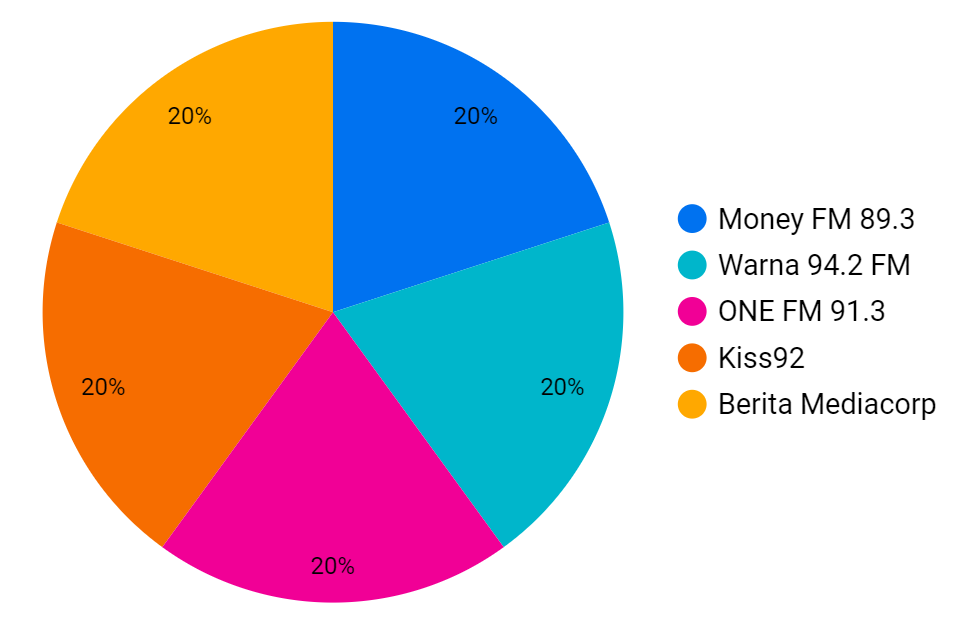 20%
20%
20%
20%
20%
Money FM 89.3
Warna 94.2 FM
ONE FM 91.3
Kiss92
Berita Mediacorp